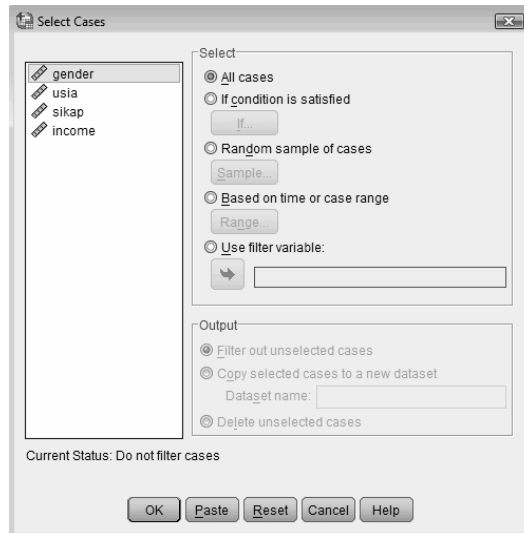 Select Cases
gender
usia
sikap
income
Select
All cases
If condition is satisfied
If...
Random sample of cases
Sample...
Based on time or case range
Range...
Use filter variable:
Output
Filter out unselected cases
Copy selected cases to a new dataset
Dataset name:
Delete unselected cases
Current Status: Do not filter cases
OK Paste Reset Cancel Help